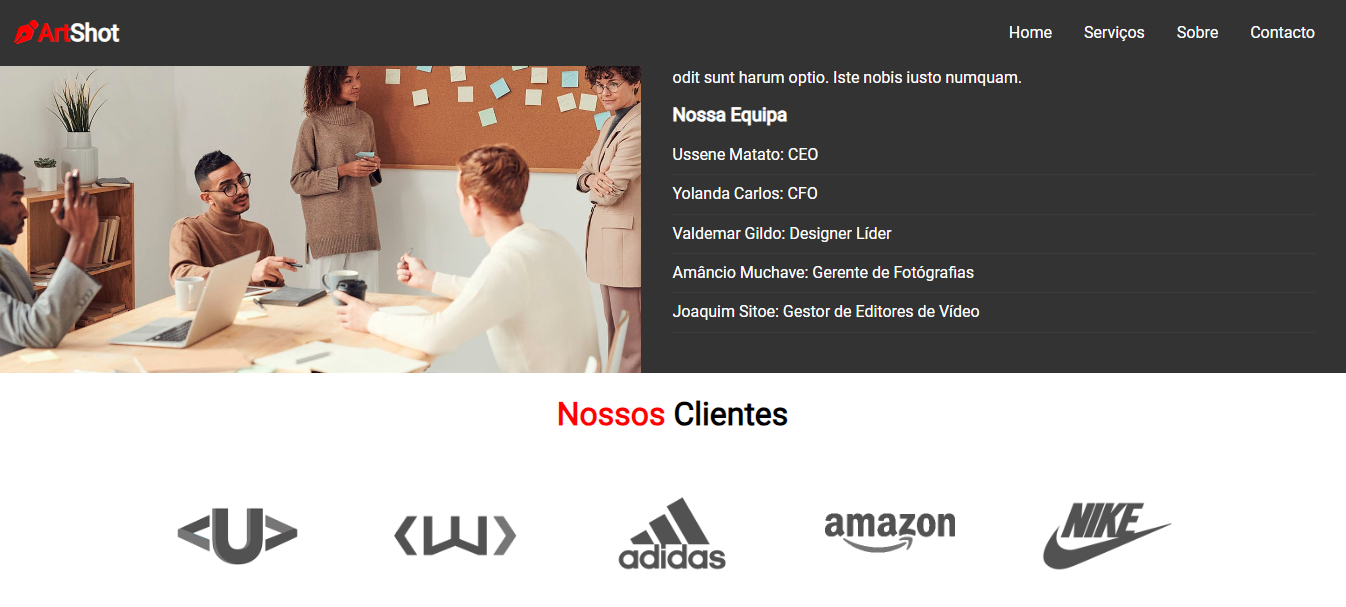 ArtShot
Home Serviços Sobre Contacto
odit sunt harum optio. Iste nobis iusto numquam.
Nossa Equipa
Ussene Matato: CEO
Yolanda Carlos: CFO
Valdemar Gildo: Designer Líder
Amâncio Muchave: Gerente de Fotógrafias
Joaquim Sitoe: Gestor de Editores de Vídeo
Nossos Clientes
<U> <W> adidas amazon NIKE